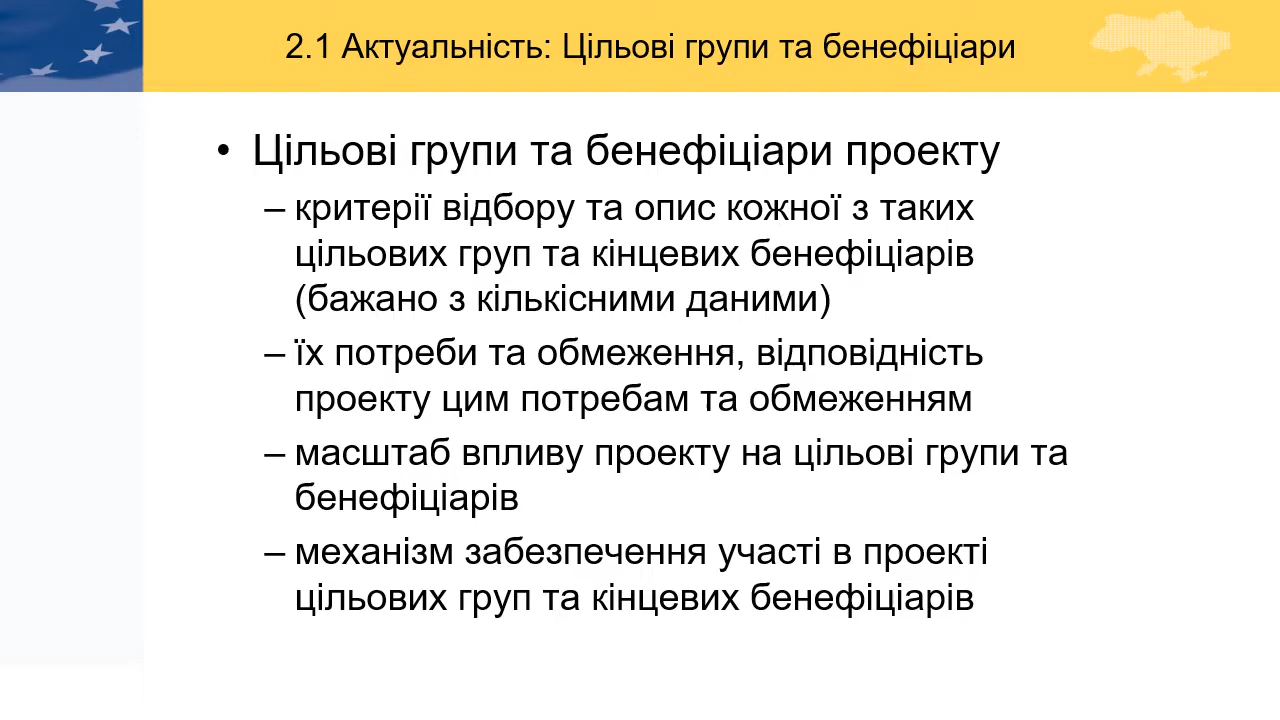 2.1 Актуальність: Цільові групи та бенефіціари
• Цільові групи та бенефіціари проекту
– критерії відбору та опис кожної з таких
цільових груп та кінцевих бенефіціарів
(бажано з кількісними даними)
– їх потреби та обмеження, відповідність
проекту цим потребам та обмеженням
– масштаб впливу проекту на цільові групи та
бенефіціарів
– механізм забезпечення участі в проекті
цільових груп та кінцевих бенефіціарів